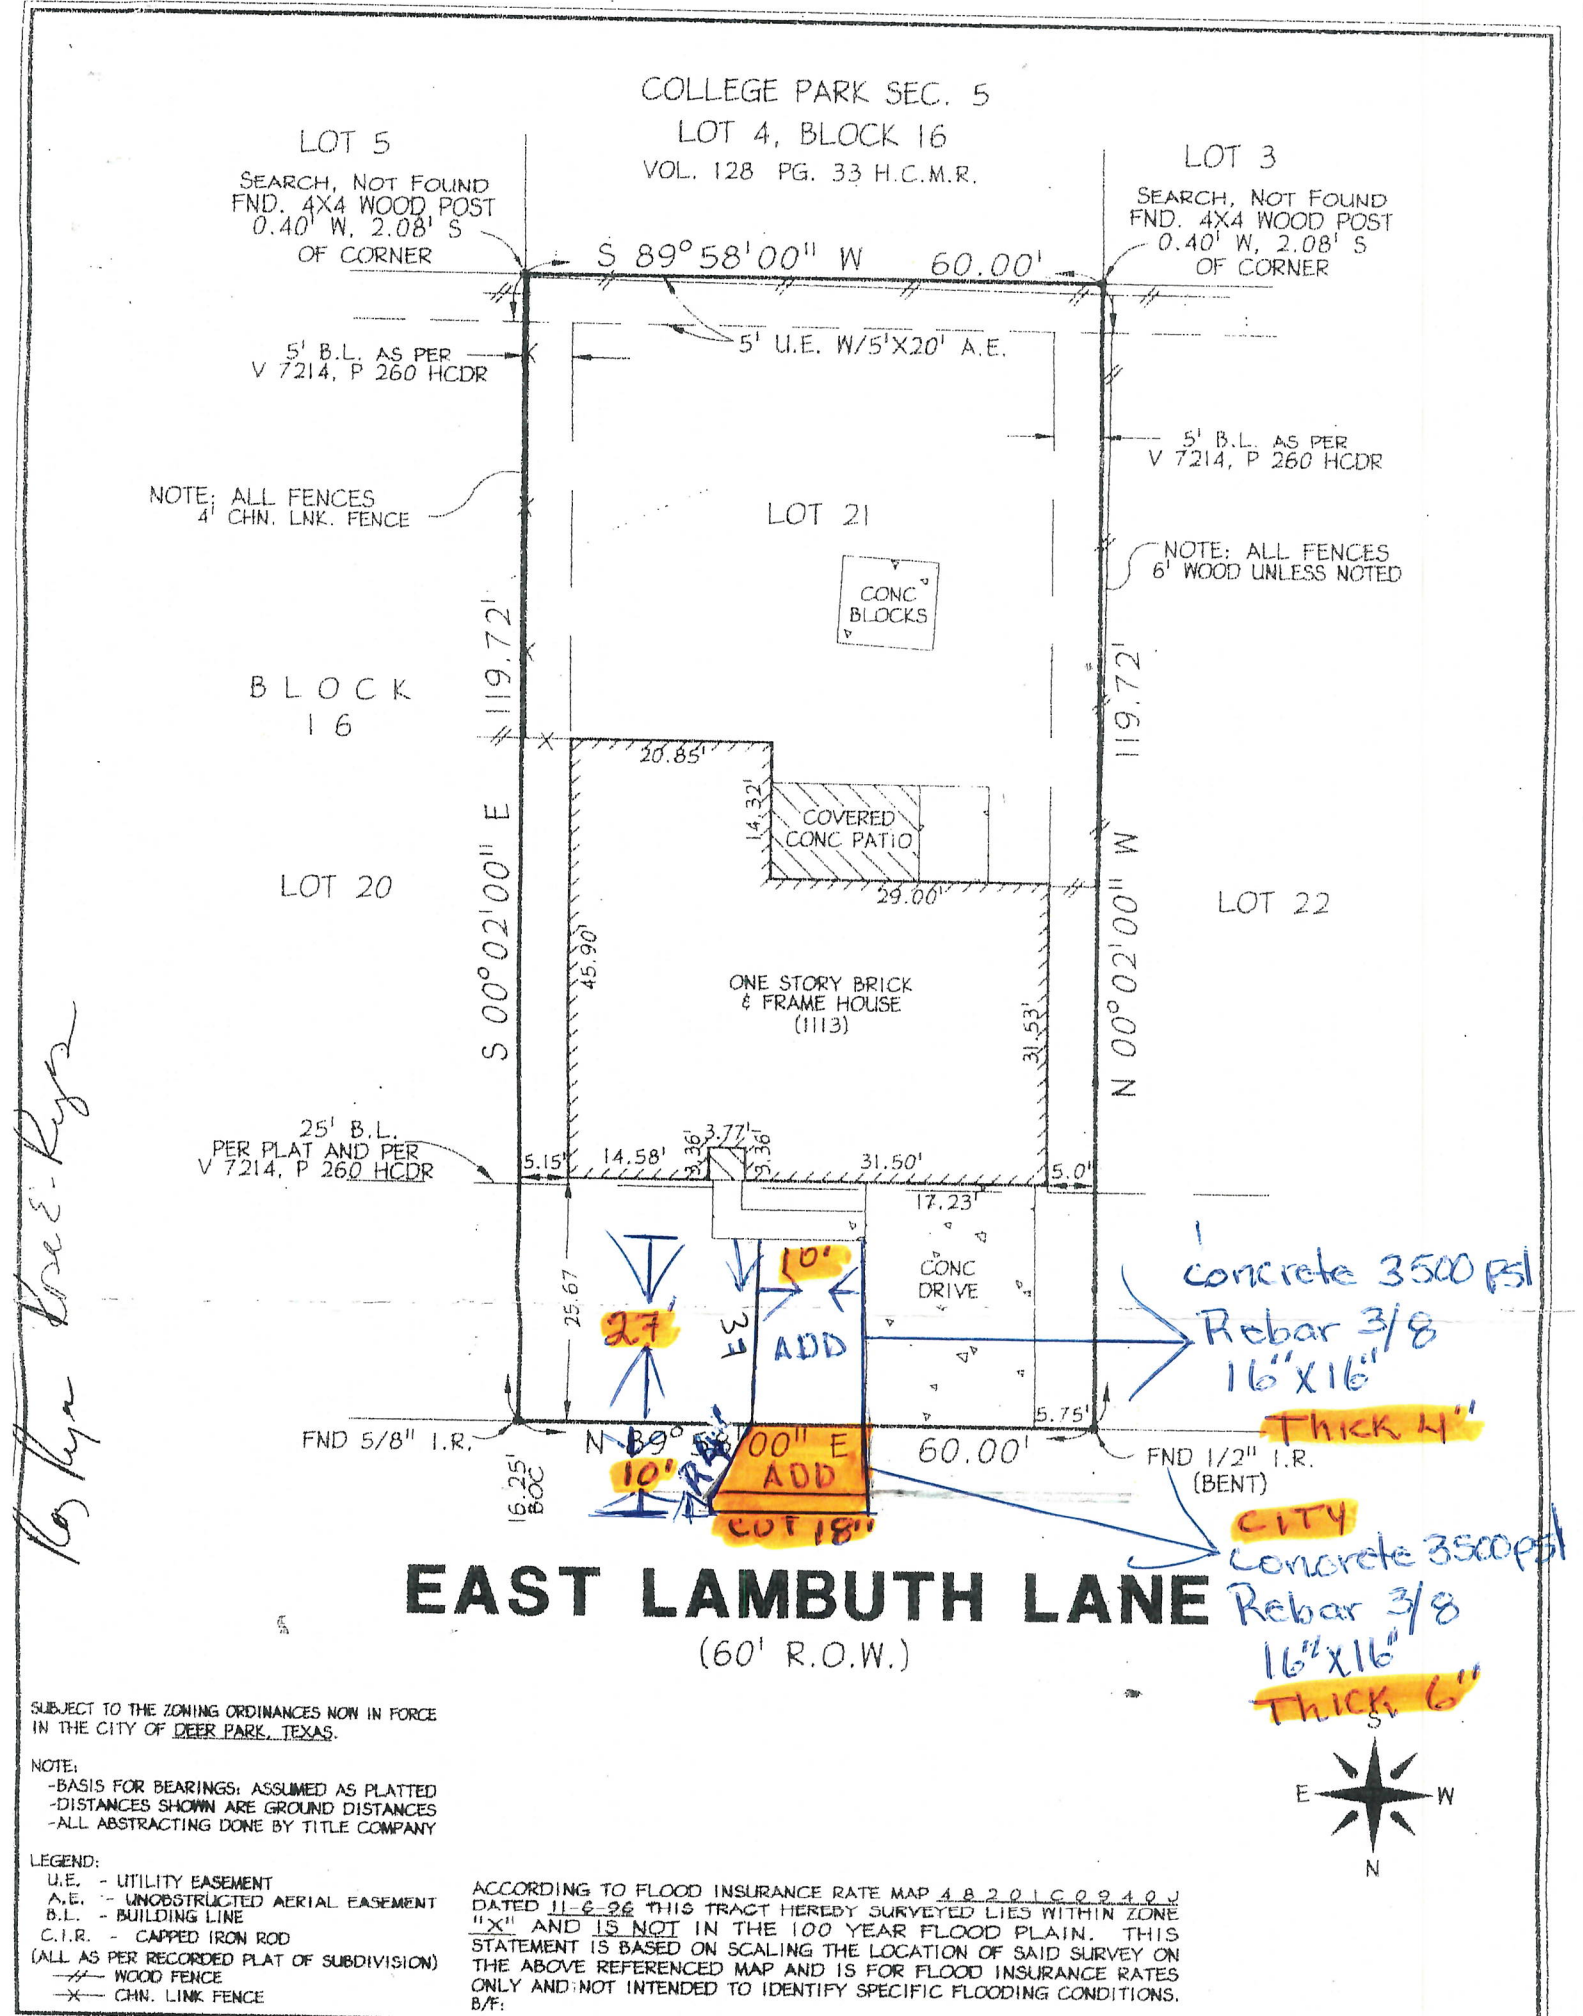 COLLEGE PARK SEC. 5
LOT 4, BLOCK 16
VOL. 128 PG. 33 H.C.M.R.
LOT 5
SEARCH, NOT FOUND
FND. 4X4 WOOD POST
0.40' W, 2.08' S
OF CORNER
LOT 3
SEARCH, NOT FOUND
FND. 4X4 WOOD POST
0.40' W, 2.08' S
OF CORNER
S 89°58'00" W 60.00'
5' B.L. AS PER
V 7214, P 260 HCDR
5' U.E. W/5'X20' A.E.
5' B.L. AS PER
V 7214, P 260 HCDR
NOTE: ALL FENCES
4' CHN. LNK. FENCE
LOT 21
NOTE: ALL FENCES
6' WOOD UNLESS NOTED
CONC
BLOCKS
S 00°02'00" E 119.72'
N 00°02'00" W 119.72'
BLOCK
16
20.85'
14.32'
COVERED
CONC PATIO
29.00'
LOT 20
LOT 22
45.90'
ONE STORY BRICK
& FRAME HOUSE
(1113)
31.53'
25' B.L.
PER PLAT AND PER
V 7214, P 260 HCDR
5.15'
14.58'
3.36'
3.77'
3.36'
31.50'
5.0'
17.23'
25.67
27'
37
10'
ADD
CONC
DRIVE
concrete 3500 psi
Rebar 3/8
16"X16"
Thick 4"
5.75'
FND 5/8" I.R.
N 89° 58' 00" E 60.00'
FND 1/2" I.R.
(BENT)
16.25'
BOC
10'
ADD
CUT 18"
CITY
Concrete 3500psi
Rebar 3/8
16"X16"
Thick 6"
EAST LAMBUTH LANE
(60' R.O.W.)
S
E W
N
SUBJECT TO THE ZONING ORDINANCES NOW IN FORCE
IN THE CITY OF DEER PARK, TEXAS.
NOTE:
-BASIS FOR BEARINGS: ASSUMED AS PLATTED
-DISTANCES SHOWN ARE GROUND DISTANCES
-ALL ABSTRACTING DONE BY TITLE COMPANY
LEGEND:
U.E. - UTILITY EASEMENT
A.E. - UNOBSTRUCTED AERIAL EASEMENT
B.L. - BUILDING LINE
C.I.R. - CAPPED IRON ROD
(ALL AS PER RECORDED PLAT OF SUBDIVISION)
—//— WOOD FENCE
—X— CHN. LINK FENCE
ACCORDING TO FLOOD INSURANCE RATE MAP 48201C0940J
DATED 11-6-96 THIS TRACT HEREBY SURVEYED LIES WITHIN ZONE
"X" AND IS NOT IN THE 100 YEAR FLOOD PLAIN. THIS
STATEMENT IS BASED ON SCALING THE LOCATION OF SAID SURVEY ON
THE ABOVE REFERENCED MAP AND IS FOR FLOOD INSURANCE RATES
ONLY AND NOT INTENDED TO IDENTIFY SPECIFIC FLOODING CONDITIONS.
B/F: